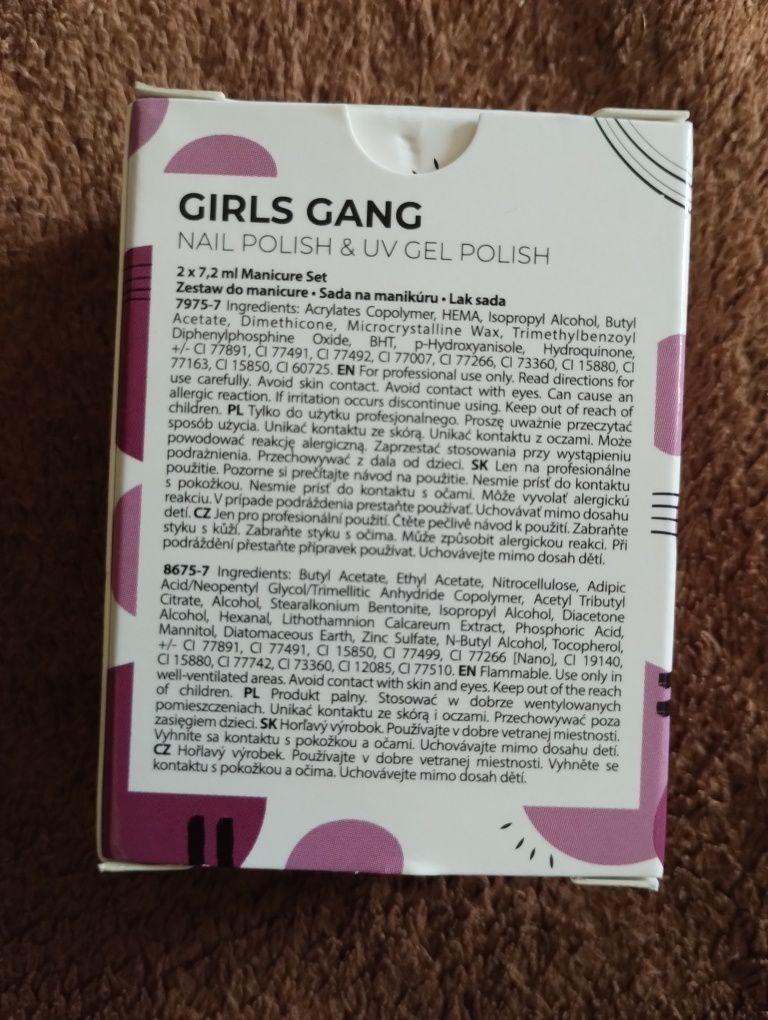 GIRLS GANG
NAIL POLISH & UV GEL POLISH
2 x 7,2 ml Manicure Set
Zestaw do manicure • Sada na manikúru • Lak sada
7975-7 Ingredients: Acrylates Copolymer, HEMA, Isopropyl Alcohol, Butyl
Acetate, Dimethicone, Microcrystalline Wax, Trimethylbenzoyl
Diphenylphosphine Oxide, BHT, p-Hydroxyanisole, Hydroquinone,
+/- CI 77891, CI 77491, CI 77492, CI 77007, CI 77266, CI 73360, CI 15880, CI
77163, CI 15850, CI 60725. EN For professional use only. Read directions for
use carefully. Avoid skin contact. Avoid contact with eyes. Can cause an
allergic reaction. If irritation occurs discontinue using. Keep out of reach of
children. PL Tylko do użytku profesjonalnego. Proszę uważnie przeczytać
sposób użycia. Unikać kontaktu ze skórą. Unikać kontaktu z oczami. Może
powodować reakcję alergiczną. Zaprzestać stosowania przy wystąpieniu
podrażnienia. Przechowywać z dala od dzieci. SK Len na profesionálne
použitie. Pozorne si prečítajte návod na použitie. Nesmie prísť do kontaktu
s pokožkou. Nesmie prísť do kontaktu s očami. Môže vyvolať alergickú
reakciu. V prípade podráždenia prestaňte používať. Uchovávať mimo dosahu
detí. CZ Jen pro profesionální použití. Čtěte pečlivě návod k použití. Zabraňte
styku s kůží. Zabraňte styku s očima. Může způsobit alergickou reakci. Při
podráždění přestaňte přípravek používat. Uchovávejte mimo dosah dětí.
8675-7 Ingredients: Butyl Acetate, Ethyl Acetate, Nitrocellulose, Adipic
Acid/Neopentyl Glycol/Trimellitic Anhydride Copolymer, Acetyl Tributyl
Citrate, Alcohol, Stearalkonium Bentonite, Isopropyl Alcohol, Diacetone
Alcohol, Hexanal, Lithothamnion Calcareum Extract, Phosphoric Acid,
Mannitol, Diatomaceous Earth, Zinc Sulfate, N-Butyl Alcohol, Tocopherol,
+/- CI 77891, CI 77491, CI 15850, CI 77499, CI 77266 [Nano], CI 19140,
CI 15880, CI 77742, CI 73360, CI 12085, CI 77510. EN Flammable. Use only in
well-ventilated areas. Avoid contact with skin and eyes. Keep out of the reach
of children. PL Produkt palny. Stosować w dobrze wentylowanych
pomieszczeniach. Unikać kontaktu ze skórą i oczami. Przechowywać poza
zasięgiem dzieci. SK Horľavý výrobok. Používajte v dobre vetranej miestnosti.
Vyhnite sa kontaktu s pokožkou a očami. Uchovávajte mimo dosahu detí.
CZ Hořlavý výrobek. Používajte v dobře vetranej miestnosti. Vyhněte se
kontaktu s pokožkou a očima. Uchovávejte mimo dosah dětí.